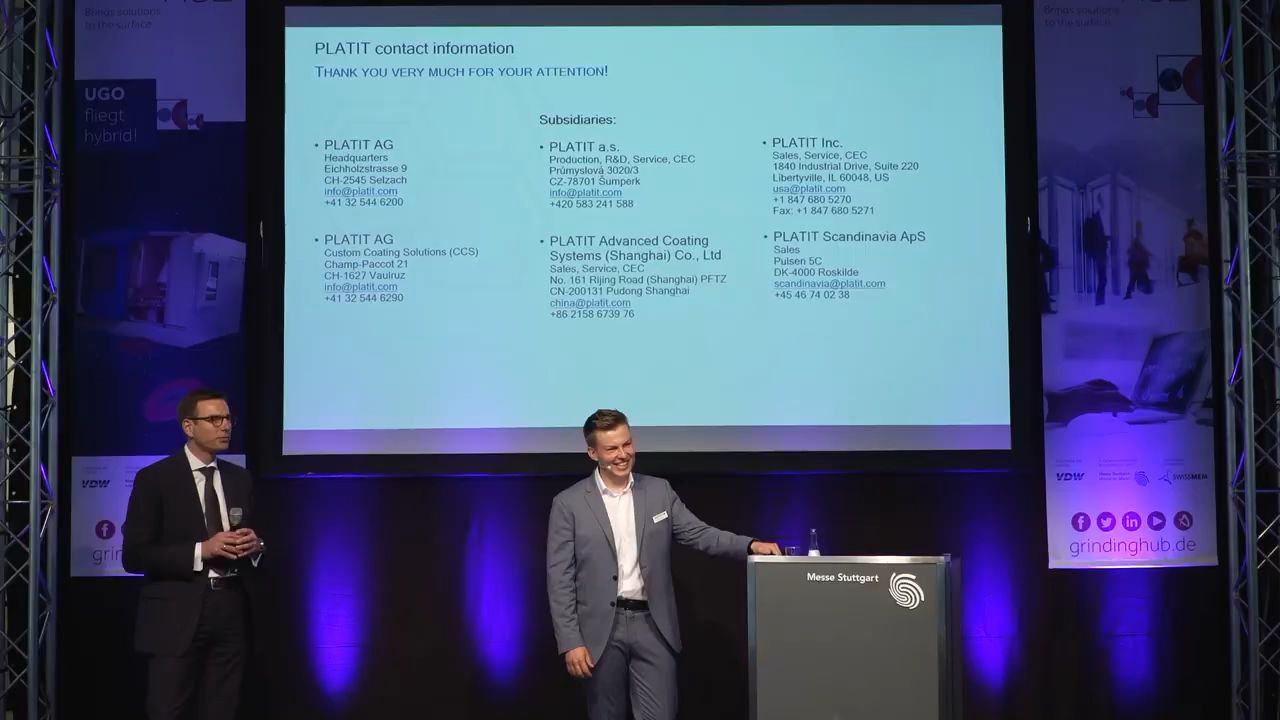 Brings solutions
to the surface
UGO
fliegt
hybrid!
VDW
PLATIT contact information
THANK YOU VERY MUCH FOR YOUR ATTENTION!
• PLATIT AG
Headquarters
Eichholzstrasse 9
CH-2545 Selzach
info@platit.com
+41 32 544 6200
• PLATIT AG
Custom Coating Solutions (CCS)
Champ-Paccot 21
CH-1627 Vaulruz
info@platit.com
+41 32 544 6290
Subsidiaries:
• PLATIT a.s.
Production, R&D, Service, CEC
Průmyslová 3020/3
CZ-78701 Šumperk
info@platit.com
+420 583 241 588
• PLATIT Advanced Coating
Systems (Shanghai) Co., Ltd
Sales, Service, CEC
No. 161 Rijing Road (Shanghai) PFTZ
CN-200131 Pudong Shanghai
china@platit.com
+86 2158 6739 76
• PLATIT Inc.
Sales, Service, CEC
1840 Industrial Drive, Suite 220
Libertyville, IL 60048, US
usa@platit.com
+1 847 680 5270
Fax: +1 847 680 5271
• PLATIT Scandinavia ApS
Sales
Pulsen 5C
DK-4000 Roskilde
scandinavia@platit.com
+45 46 74 02 38
Messe Stuttgart
Brings solutions
to the surface
VDW
SWISSMEM
grindinghub.de